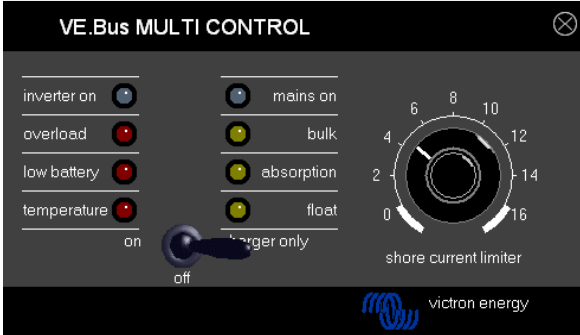 VE.Bus MULTI CONTROL
inverter on
overload
low battery
temperature
mains on
bulk
absorption
float
on
off
harger only
0
2
4
6
8
10
12
14
16
shore current limiter
victron energy